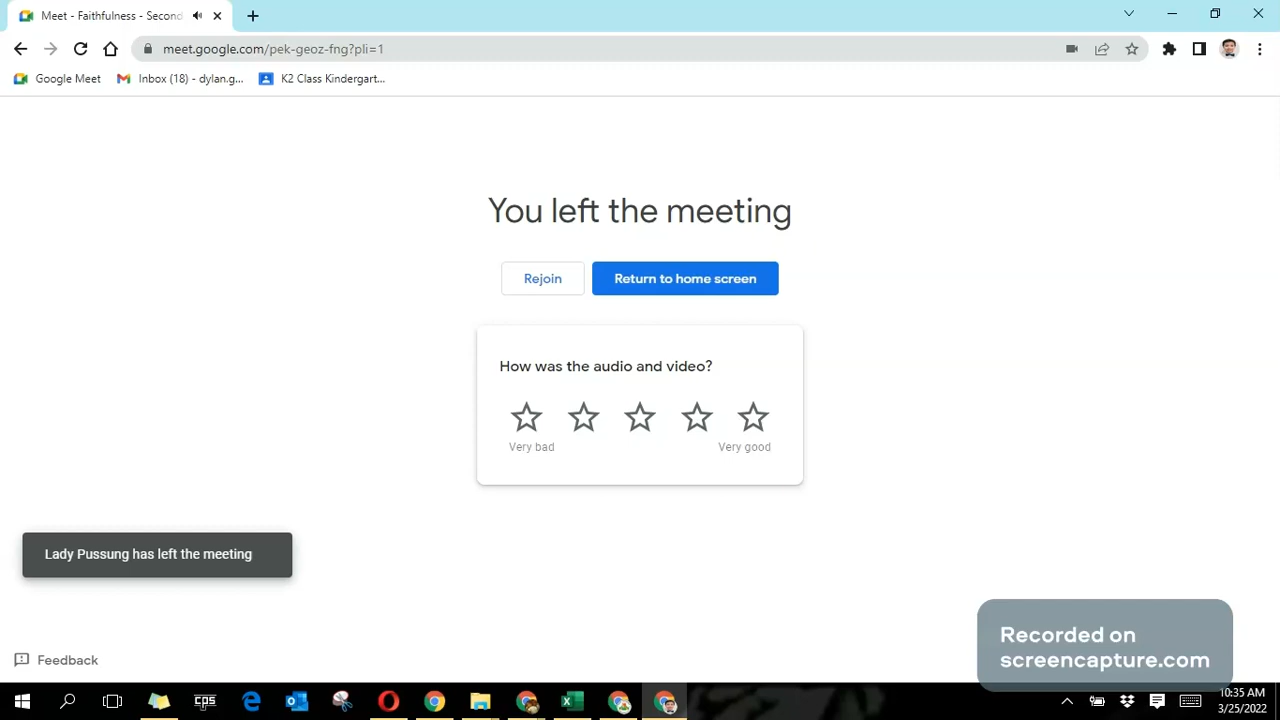 Meet - Faithfulness - Second
meet.google.com/pek-geoz-fng?pli=1
Google Meet
Inbox (18) - dylan.g...
K2 Class Kindergart...
You left the meeting
Rejoin
Return to home screen
How was the audio and video?
Very bad
Very good
Lady Pussung has left the meeting
Recorded on
screencapture.com
Feedback
CPS
10:35 AM
3/25/2022